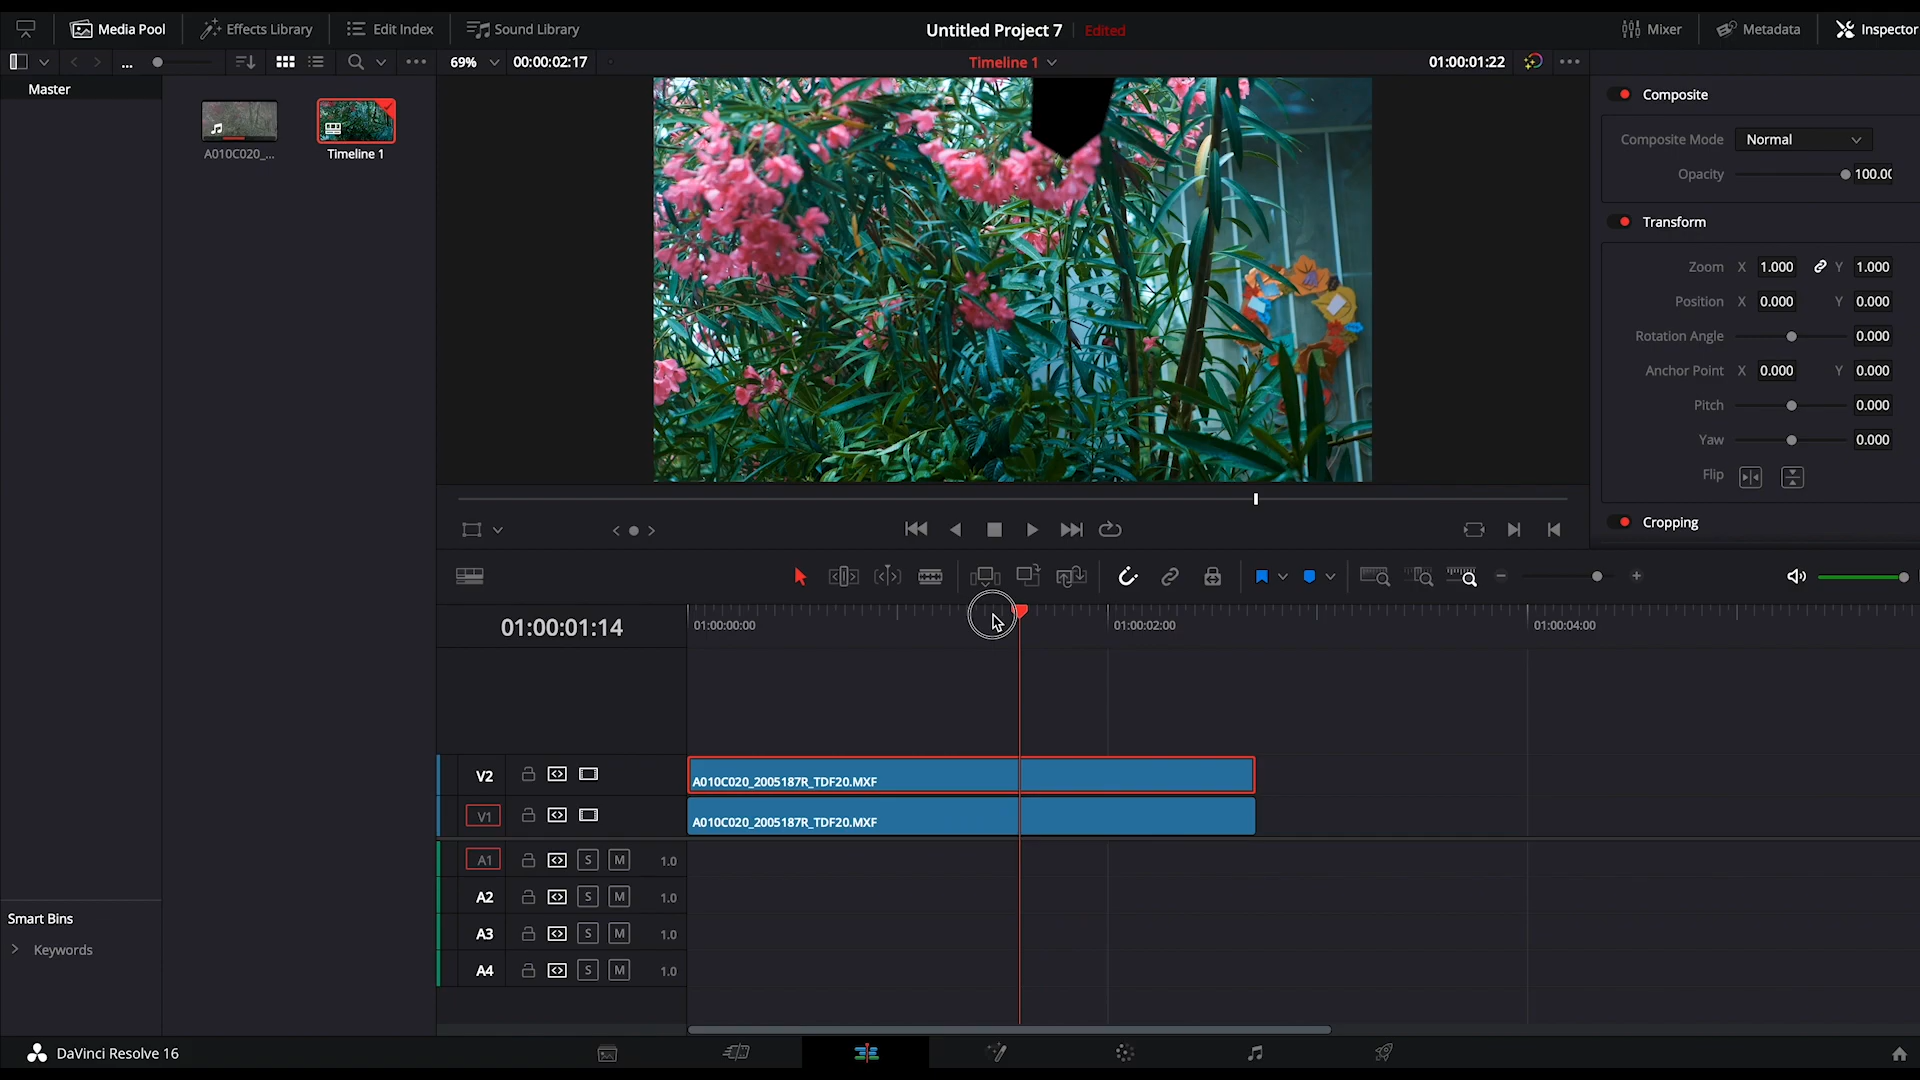 Media Pool
Effects Library
Edit Index
Sound Library
Untitled Project 7
Edited
Mixer
Metadata
Inspector
...
69%
00:00:02:17
Timeline 1
01:00:01:22
Master
A010C020_...
Timeline 1
Composite
Composite Mode
Normal
Opacity
100.00
Transform
Zoom X 1.000 Y 1.000
Position X 0.000 Y 0.000
Rotation Angle 0.000
Anchor Point X 0.000 Y 0.000
Pitch 0.000
Yaw 0.000
Flip
Cropping
01:00:01:14
01:00:00:00
01:00:02:00
01:00:04:00
V2
A010C020_2005187R_TDF20.MXF
V1
A010C020_2005187R_TDF20.MXF
A1 S M 1.0
A2 S M 1.0
A3 S M 1.0
A4 S M 1.0
Smart Bins
Keywords
DaVinci Resolve 16